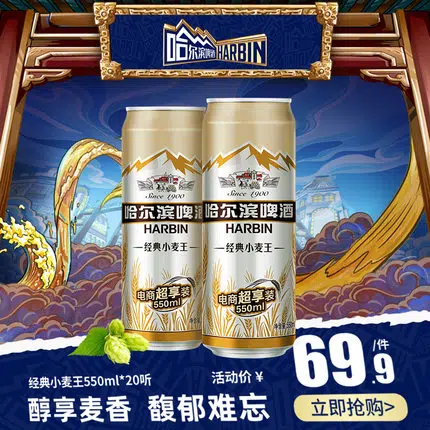 哈尔滨啤酒 HARBIN
Since 1900
哈尔滨啤酒
HARBIN
经典小麦王
电商超享装
550ml
Since 1900
哈尔滨啤酒
HARBIN
经典小麦王
电商超享装
550ml
经典小麦王550ml*20听
醇享麦香 馥郁难忘
活动价¥
69.9/件
立即抢购>